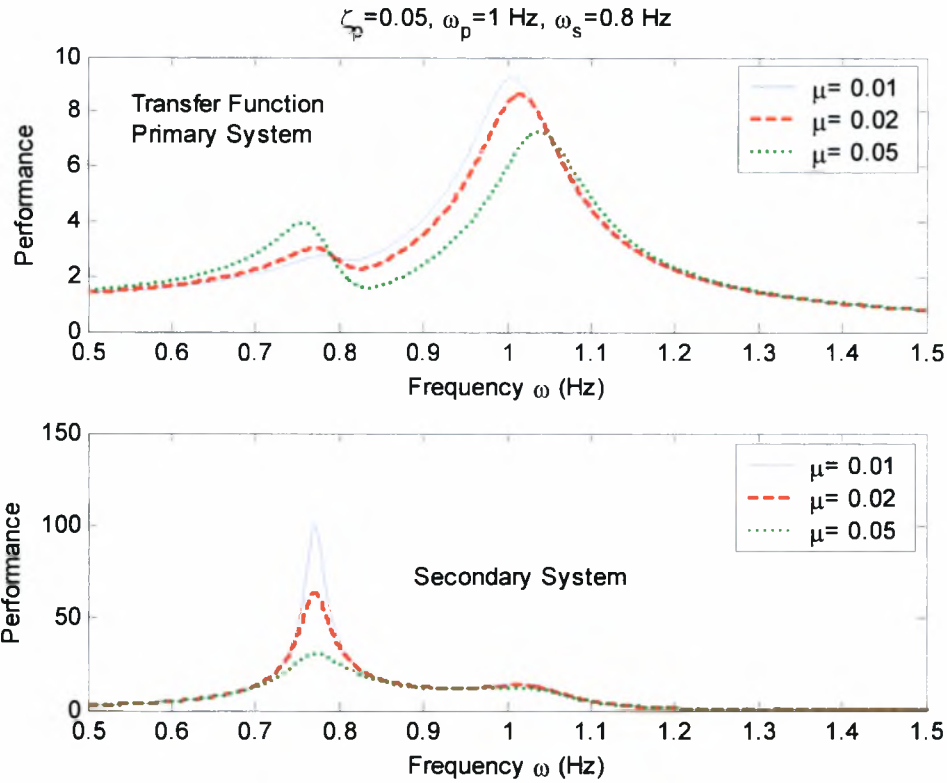 ζp=0.05, ωp=1 Hz, ωs=0.8 Hz
10
8
6
4
2
0
Performance
Transfer Function
Primary System
μ= 0.01
μ= 0.02
μ= 0.05
0.5 0.6 0.7 0.8 0.9 1 1.1 1.2 1.3 1.4 1.5
Frequency ω (Hz)
150
100
50
0
Performance
Secondary System
μ= 0.01
μ= 0.02
μ= 0.05
0.5 0.6 0.7 0.8 0.9 1 1.1 1.2 1.3 1.4 1.5
Frequency ω (Hz)